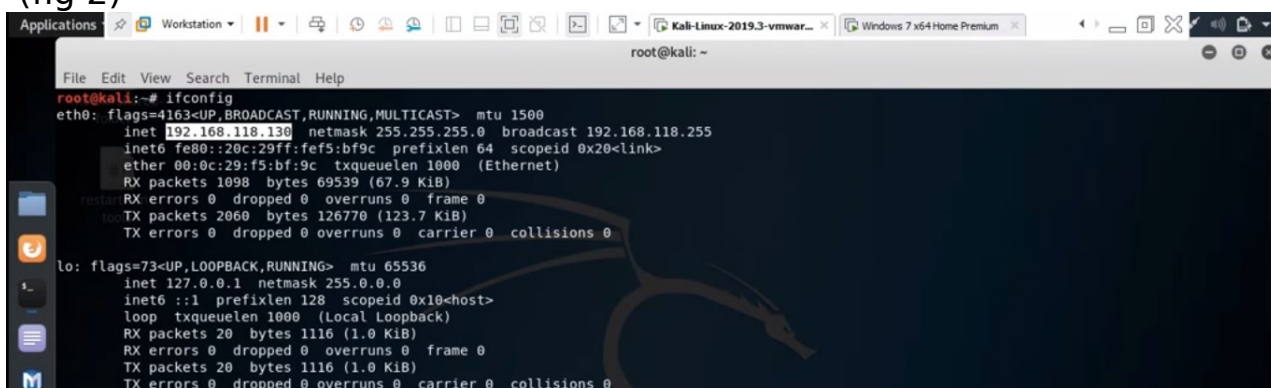 (fig 2)
Applications Workstation Kali-Linux-2019.3-vmwar... Windows 7 x64 Home Premium
root@kali: ~
File Edit View Search Terminal Help
root@kali:~# ifconfig
eth0: flags=4163<UP,BROADCAST,RUNNING,MULTICAST> mtu 1500
inet 192.168.118.130 netmask 255.255.255.0 broadcast 192.168.118.255
inet6 fe80::20c:29ff:fef5:bf9c prefixlen 64 scopeid 0x20<link>
ether 00:0c:29:f5:bf:9c txqueuelen 1000 (Ethernet)
RX packets 1098 bytes 69539 (67.9 KiB)
RX errors 0 dropped 0 overruns 0 frame 0
TX packets 2060 bytes 126770 (123.7 KiB)
TX errors 0 dropped 0 overruns 0 carrier 0 collisions 0
lo: flags=73<UP,LOOPBACK,RUNNING> mtu 65536
inet 127.0.0.1 netmask 255.0.0.0
inet6 ::1 prefixlen 128 scopeid 0x10<host>
loop txqueuelen 1000 (Local Loopback)
RX packets 20 bytes 1116 (1.0 KiB)
RX errors 0 dropped 0 overruns 0 frame 0
TX packets 20 bytes 1116 (1.0 KiB)
TX errors 0 dropped 0 overruns 0 carrier 0 collisions 0